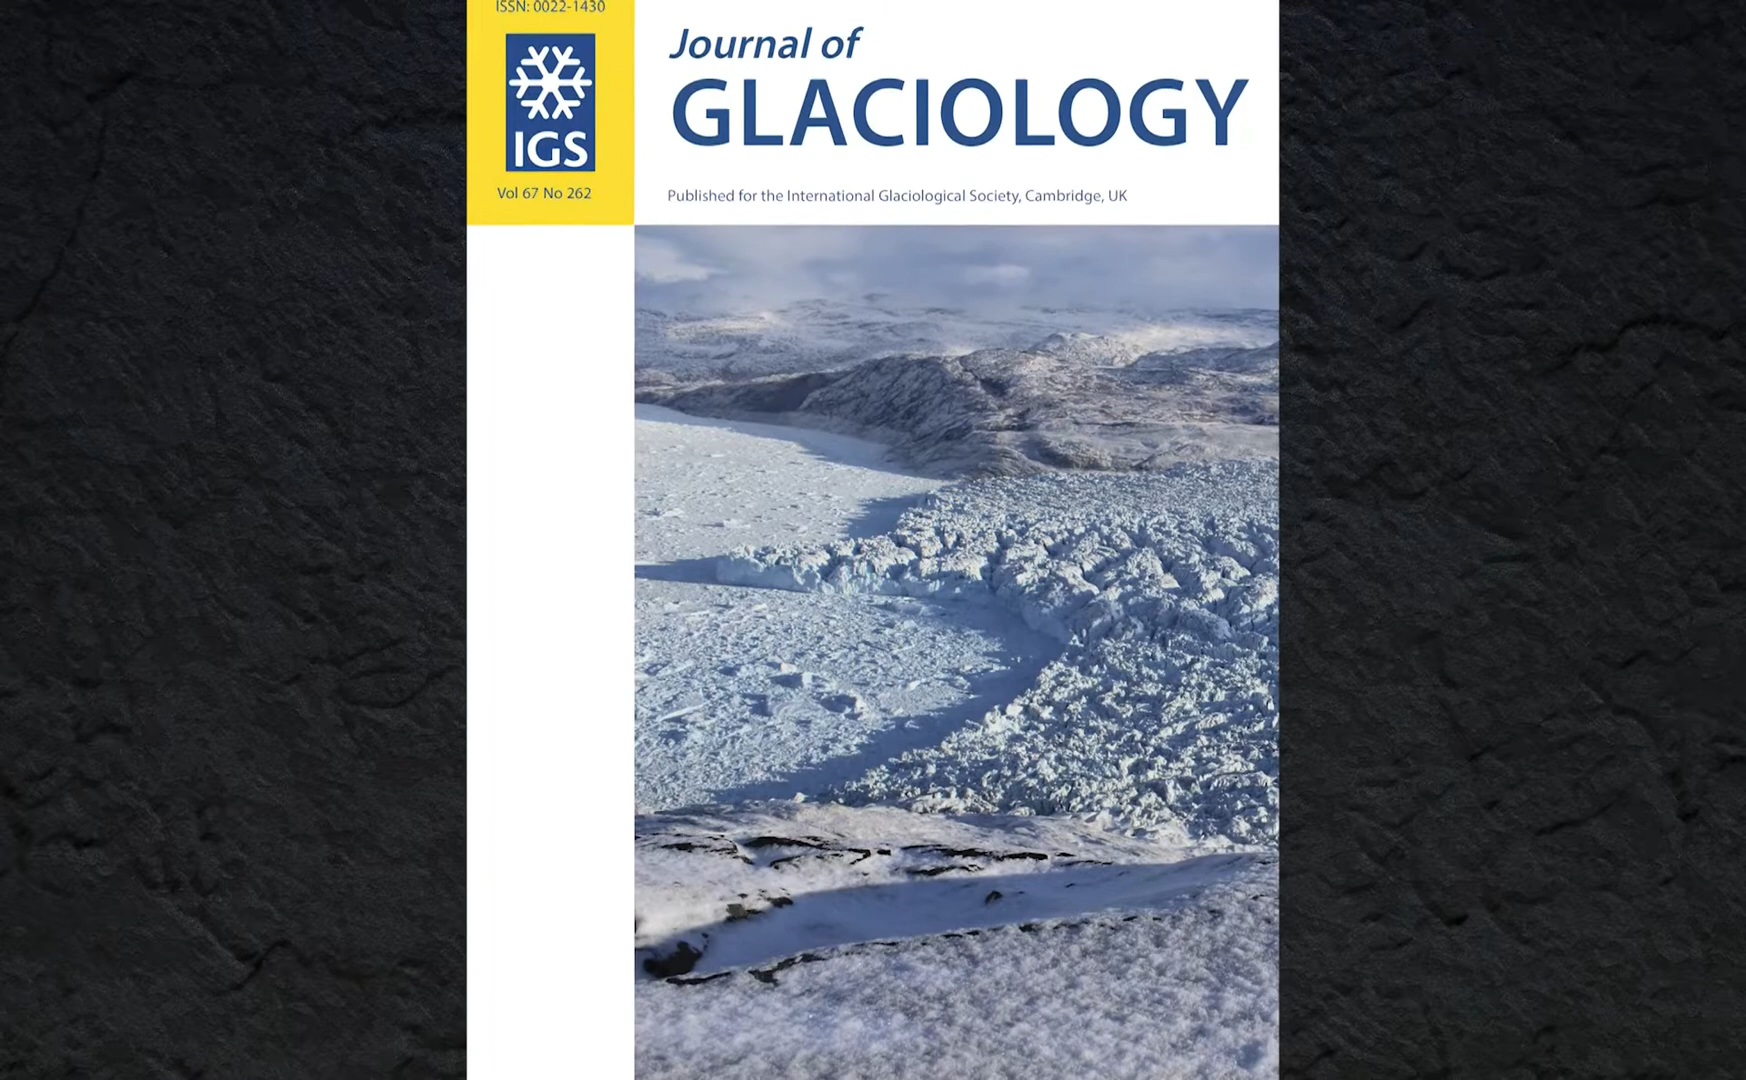 ISSN: 0022-1430
IGS
Vol 67 No 262
Journal of
GLACIOLOGY
Published for the International Glaciological Society, Cambridge, UK